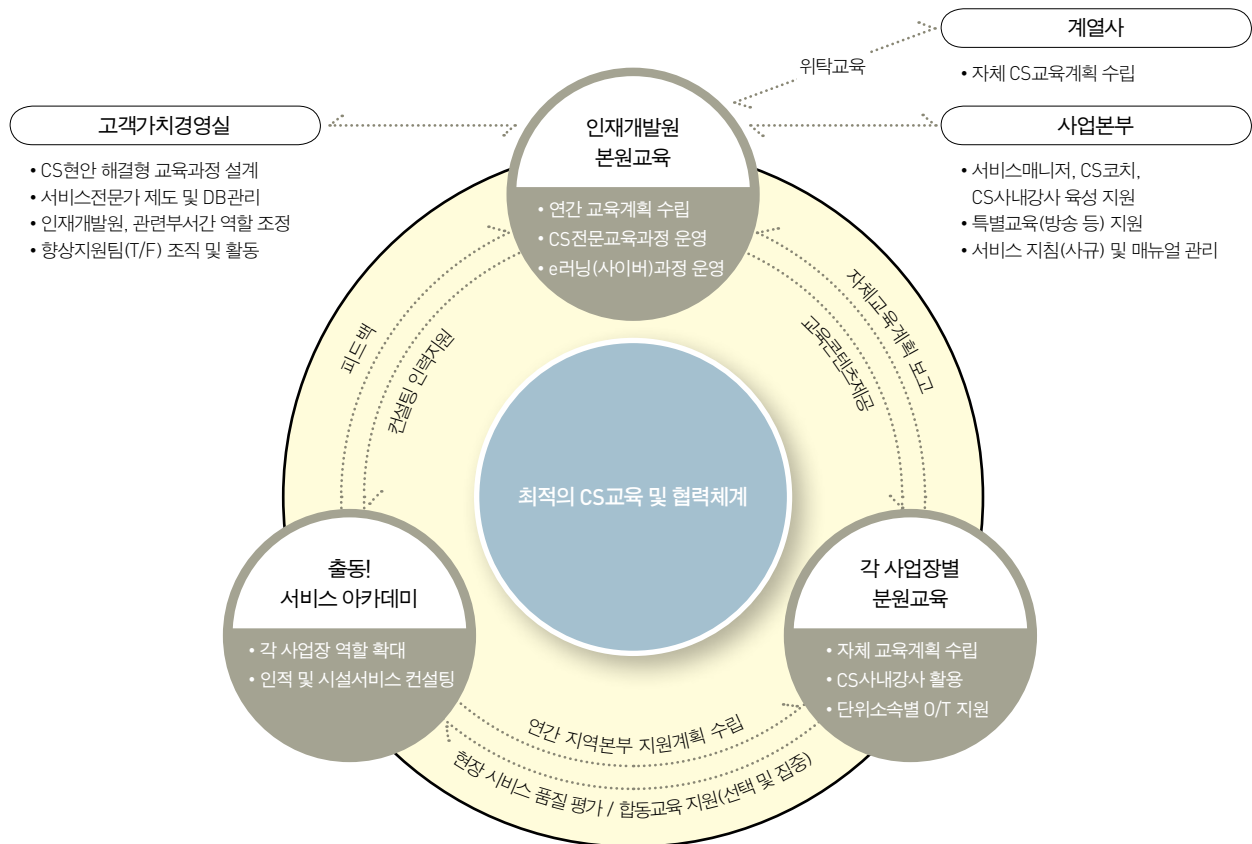 계열사
• 자체 CS교육계획 수립
위탁교육
고객가치경영실
• CS현안 해결형 교육과정 설계
• 서비스전문가 제도 및 DB관리
• 인재개발원, 관련부서간 역할 조정
• 향상지원팀(T/F) 조직 및 활동
인재개발원
본원교육
• 연간 교육계획 수립
• CS전문교육과정 운영
• e러닝(사이버)과정 운영
사업본부
• 서비스매니저, CS코치,
CS사내강사 육성 지원
• 특별교육(방송 등) 지원
• 서비스 지침(사규) 및 매뉴얼 관리
피드백
컨설팅 인력지원
교육콘텐츠제공
자체교육계획 보고
최적의 CS교육 및 협력체계
출동!
서비스 아카데미
• 각 사업장 역할 확대
• 인적 및 시설서비스 컨설팅
각 사업장별
분원교육
• 자체 교육계획 수립
• CS사내강사 활용
• 단위소속별 O/T 지원
연간 지역본부 지원계획 수립
현장 시비스 품질 평가 / 합동교육 지원(선택 및 집중)